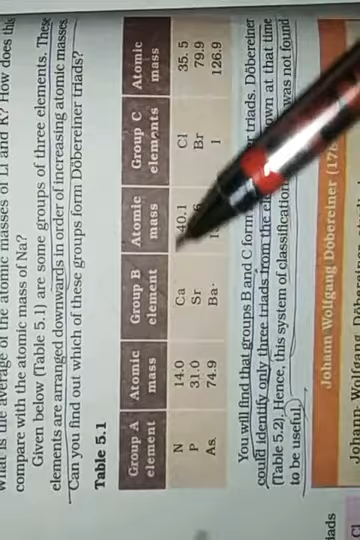 What is the average of the atomic masses of Li and K? How does this
compare with the atomic mass of Na?
Given below (Table 5.1) are some groups of three elements. These
elements are arranged downwards in order of increasing atomic masses.
Can you find out which of these groups form Döbereiner triads?
Table 5.1
Group A element Atomic mass Group B element Atomic mass Group C elements Atomic mass
N 14.0 Ca 40.1 Cl 35.5
P 31.0 Sr Br 79.9
As 74.9 Ba I 126.9
You will find that groups B and C form triads. Döbereiner
could identify only three triads from the at that time
(Table 5.2). Hence, this system of classification was not found
to be useful.
Johann Wolfgang Döbereiner
Johann Wolfgang Döbereiner
Cl